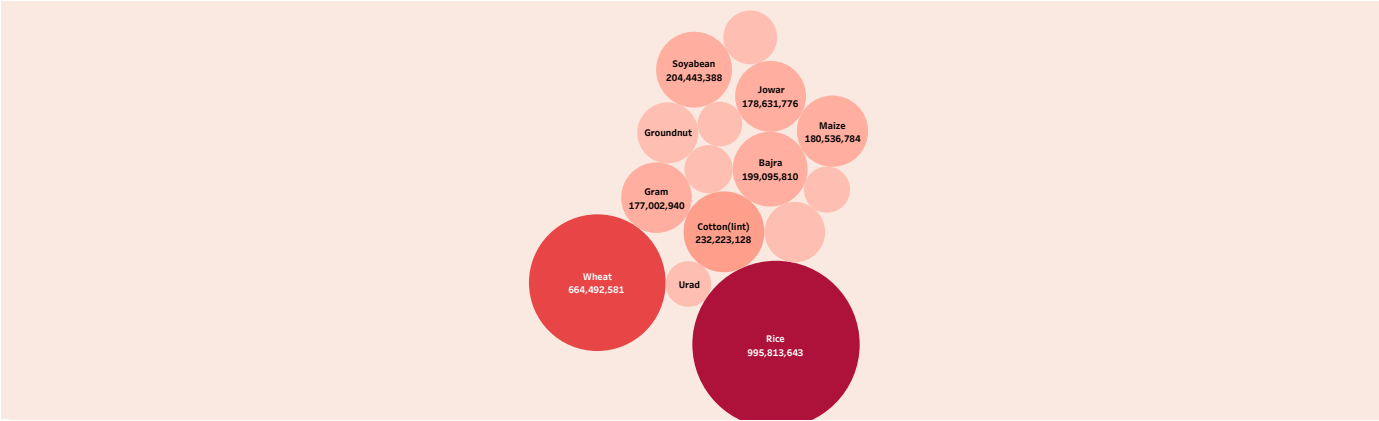 Soyabean
204,443,388
Jowar
178,631,776
Maize
180,536,784
Groundnut
Bajra
199,095,810
Gram
177,002,940
Cotton(lint)
232,223,128
Wheat
664,492,581
Urad
Rice
995,813,643